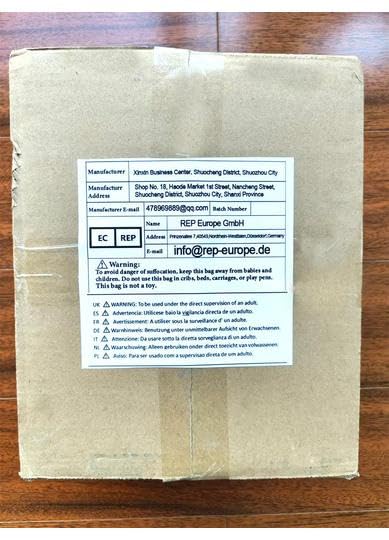 Manufacturer Xinxin Business Center, Shuocheng District, Shuozhou City
Manufacturer Address Shop No. 18, Haode Market 1st Street, Nancheng Street,
Shuocheng District, Shuozhou City, Shanxi Province
Manufacturer E-mail 478969889@qq.com Batch Number
EC REP
Name REP Europe GmbH
Address Prinzenallee 7,40549,Nordrhein-Westfalen,Düsseldorf,Germany
E-mail info@rep-europe.de
⚠ Warning:
To avoid danger of suffocation, keep this bag away from babies and
children. Do not use this bag in cribs, beds, carriages, or play pens.
This bag is not a toy.
UK ⚠ WARNING: To be used under the direct supervision of an adult.
ES ⚠ Advertencia: Utilícese bajo la vigilancia directa de un adulto.
FR ⚠ Avertissement: A utiliser sous la surveillance d' un adulte.
DE ⚠ Warnhinweis: Benutzung unter unmittelbarer Aufsicht von Erwachsenen.
IT ⚠ Attenzione: Da usare sotto la diretta sorveglianza di un adulto.
NL ⚠ Waarschuwing: Alleen gebruiken onder direct toezicht van volwassenen.
PL ⚠ Aviso: Para ser usado com a supervisao direta de um adulto.